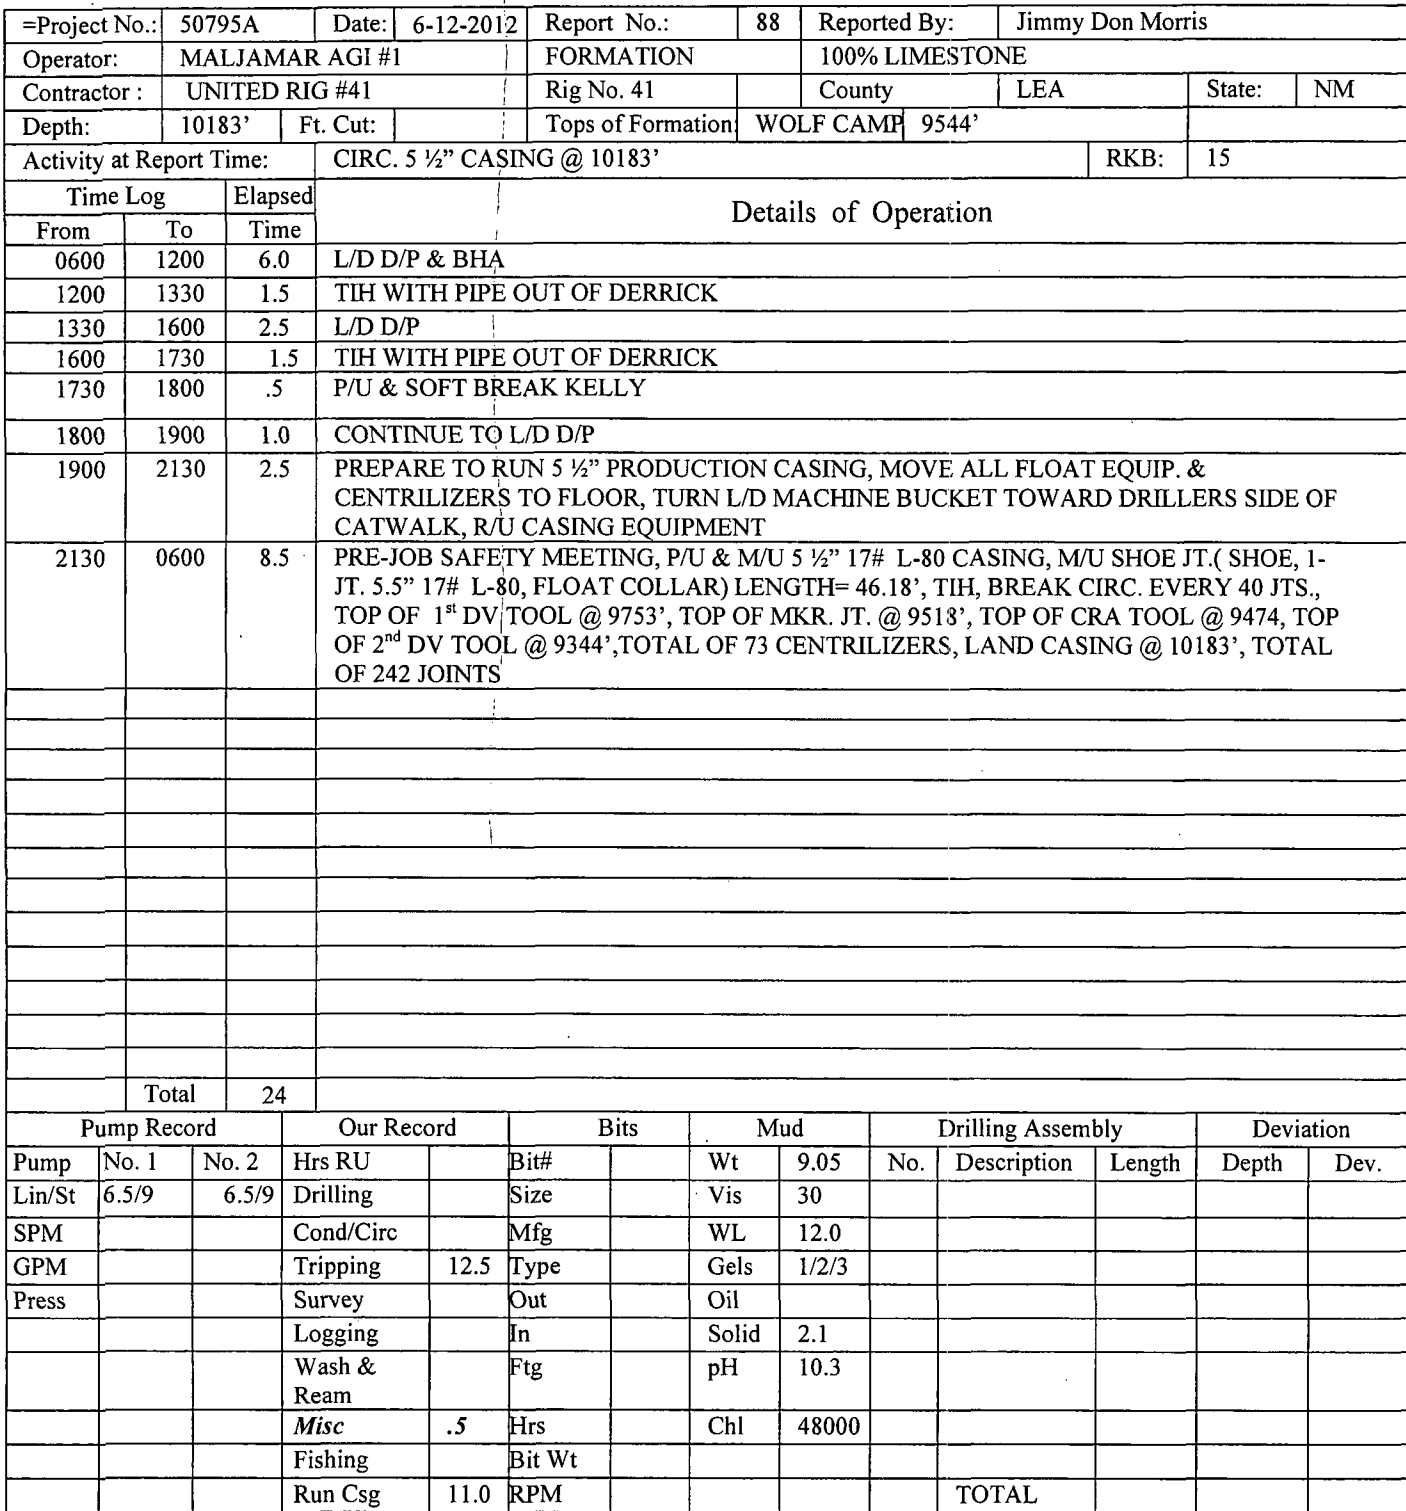 =Project No.: 50795A Date: 6-12-2012 Report No.: 88 Reported By: Jimmy Don Morris
Operator: MALJAMAR AGI #1 FORMATION 100% LIMESTONE
Contractor : UNITED RIG #41 Rig No. 41 County LEA State: NM
Depth: 10183’ Ft. Cut: Tops of Formation WOLF CAMP 9544’
Activity at Report Time: CIRC. 5 ½” CASING @ 10183’ RKB: 15
Time Log Elapsed Details of Operation
From To Time
0600 1200 6.0 L/D D/P & BHA
1200 1330 1.5 TIH WITH PIPE OUT OF DERRICK
1330 1600 2.5 L/D D/P
1600 1730 1.5 TIH WITH PIPE OUT OF DERRICK
1730 1800 .5 P/U & SOFT BREAK KELLY
1800 1900 1.0 CONTINUE TO L/D D/P
1900 2130 2.5 PREPARE TO RUN 5 ½” PRODUCTION CASING, MOVE ALL FLOAT EQUIP. &
CENTRILIZERS TO FLOOR, TURN L/D MACHINE BUCKET TOWARD DRILLERS SIDE OF
CATWALK, R/U CASING EQUIPMENT
2130 0600 8.5 PRE-JOB SAFETY MEETING, P/U & M/U 5 ½” 17# L-80 CASING, M/U SHOE JT.( SHOE, 1-
JT. 5.5” 17# L-80, FLOAT COLLAR) LENGTH= 46.18’, TIH, BREAK CIRC. EVERY 40 JTS.,
TOP OF 1st DV TOOL @ 9753’, TOP OF MKR. JT. @ 9518’, TOP OF CRA TOOL @ 9474, TOP
OF 2nd DV TOOL @ 9344’,TOTAL OF 73 CENTRILIZERS, LAND CASING @ 10183’, TOTAL
OF 242 JOINTS
Total 24
Pump Record Our Record Bits Mud Drilling Assembly Deviation
Pump No. 1 No. 2 Hrs RU Bit# Wt 9.05 No. Description Length Depth Dev.
Lin/St 6.5/9 6.5/9 Drilling Size Vis 30
SPM Cond/Circ Mfg WL 12.0
GPM Tripping 12.5 Type Gels 1/2/3
Press Survey Out Oil
Logging In Solid 2.1
Wash & Ftg pH 10.3
Ream
Misc .5 Hrs Chl 48000
Fishing Bit Wt
Run Csg 11.0 RPM TOTAL